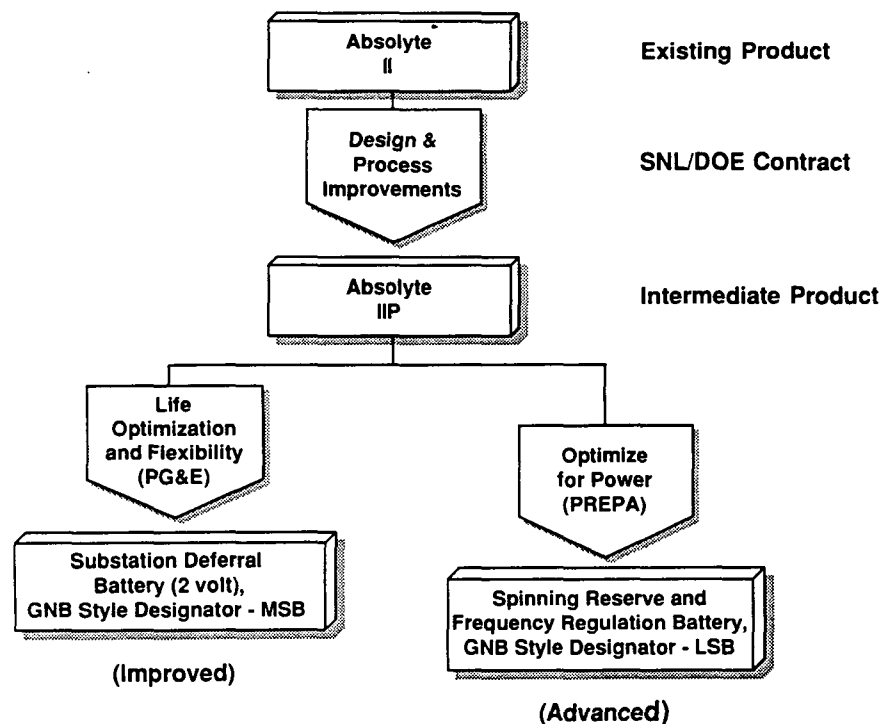 Absolyte
II
Existing Product
Design &
Process
Improvements
SNL/DOE Contract
Absolyte
IIP
Intermediate Product
Life
Optimization
and Flexibility
(PG&E)
Optimize
for Power
(PREPA)
Substation Deferral
Battery (2 volt),
GNB Style Designator - MSB
(Improved)
Spinning Reserve and
Frequency Regulation Battery,
GNB Style Designator - LSB
(Advanced)